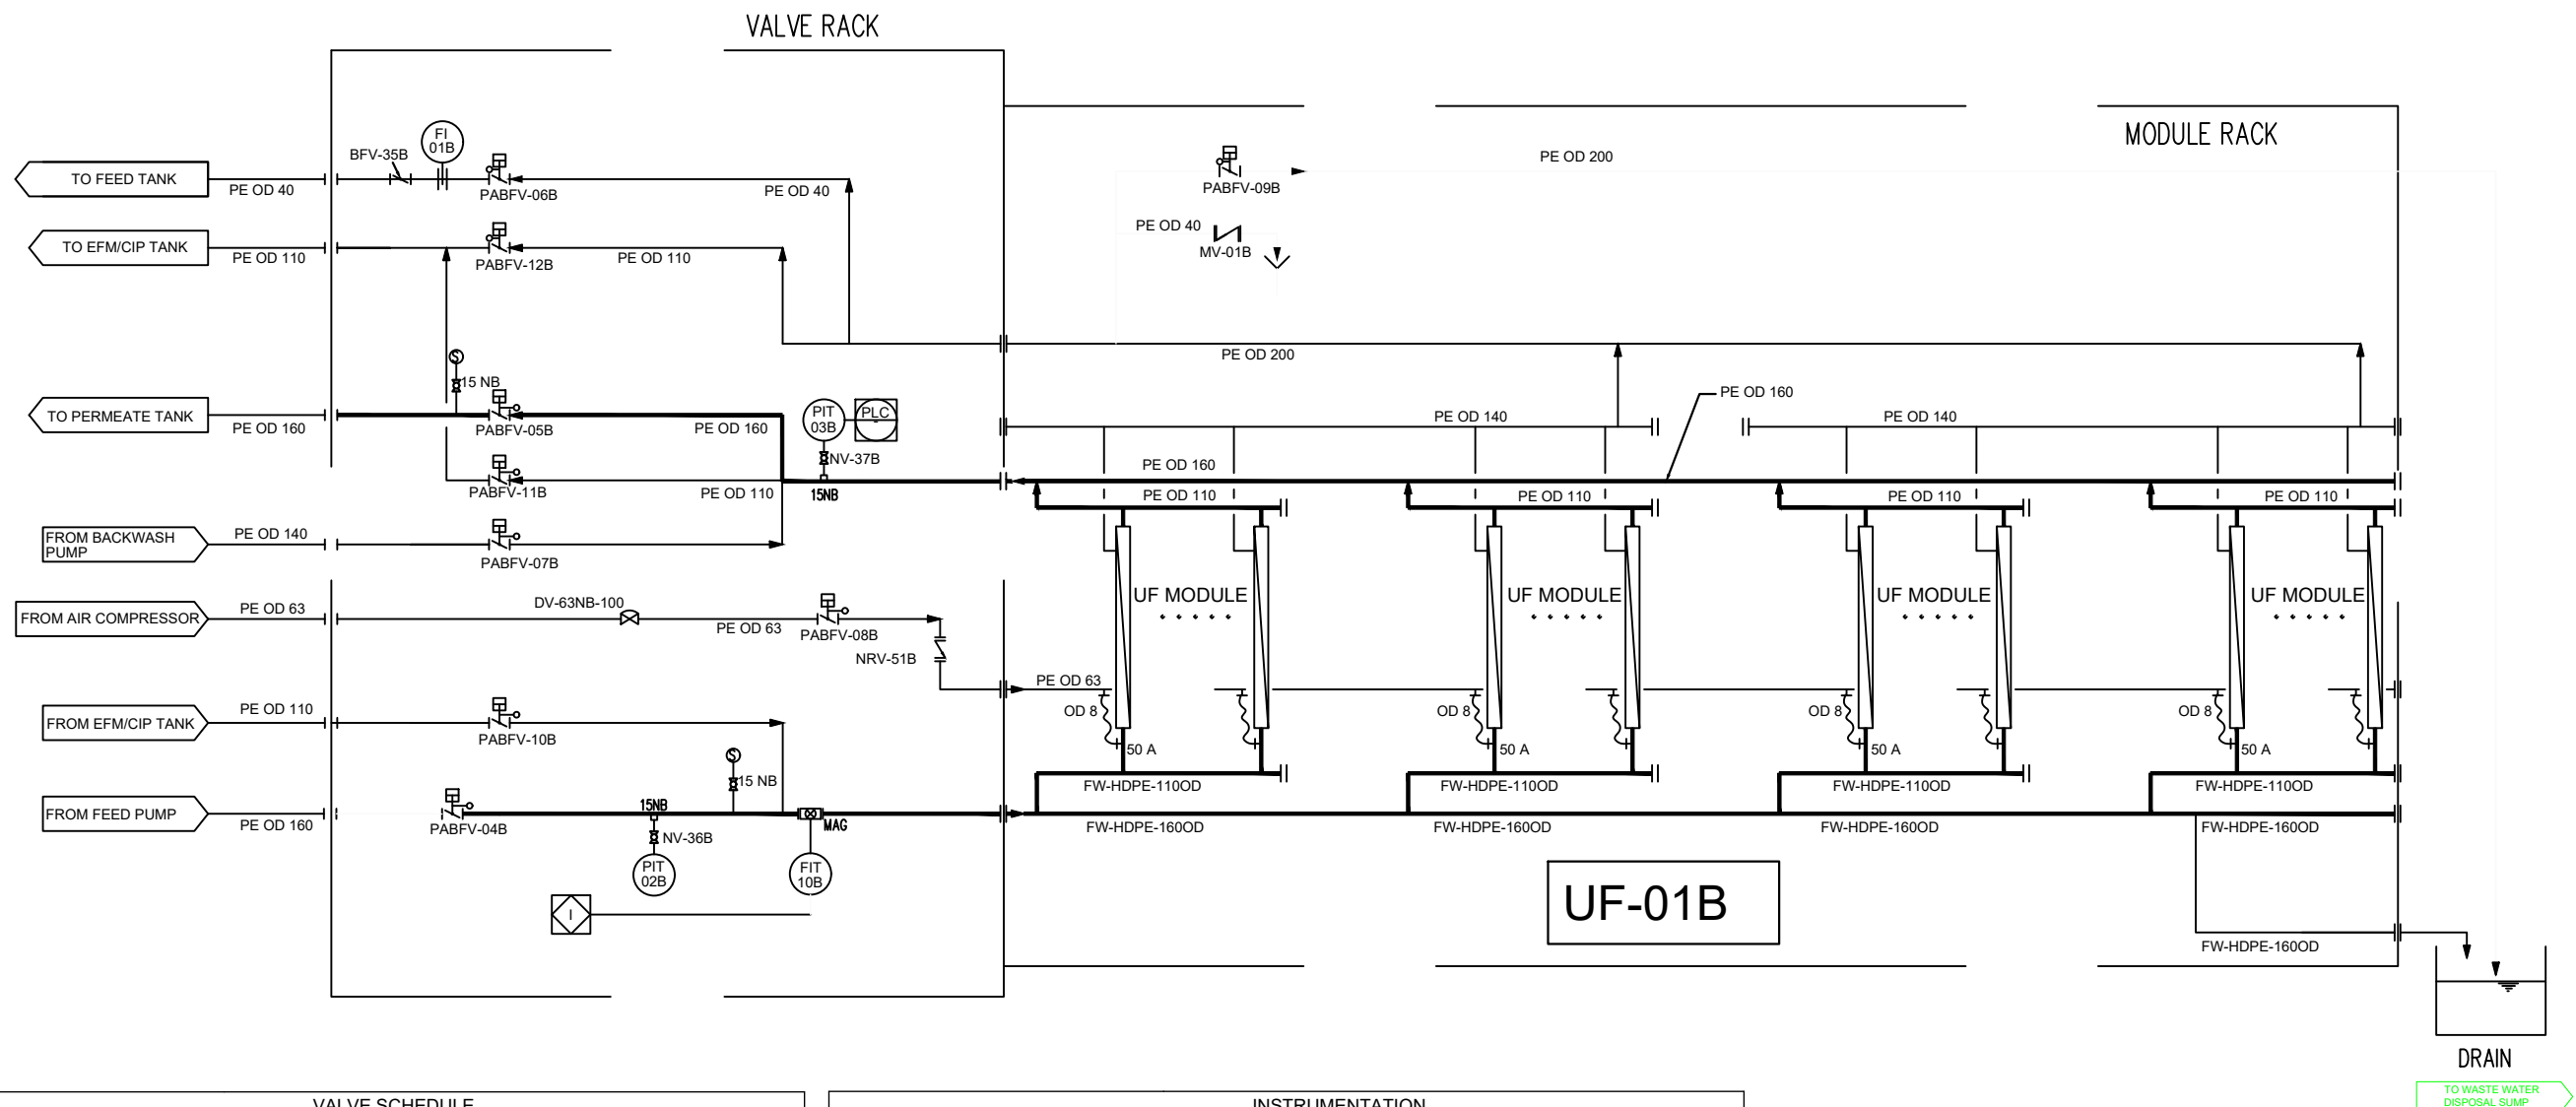 VALVE RACK
MODULE RACK
FI
01B
BFV-35B
TO FEED TANK
PE OD 40
PABFV-06B
PE OD 40
PE OD 200
PABFV-09B
PE OD 40
MV-01B
TO EFM/CIP TANK
PE OD 110
PABFV-12B
PE OD 110
PE OD 200
S
15 NB
TO PERMEATE TANK
PE OD 160
PABFV-05B
PE OD 160
PIT
03B
PLC
-
NV-37B
15NB
PE OD 140
PE OD 160
PE OD 140
PE OD 160
PABFV-11B
PE OD 110
PE OD 110
PE OD 110
PE OD 110
PE OD 110
FROM BACKWASH
PUMP
PE OD 140
PABFV-07B
FROM AIR COMPRESSOR
PE OD 63
DV-63NB-100
PE OD 63
PABFV-08B
NRV-51B
UF MODULE
UF MODULE
UF MODULE
UF MODULE
PE OD 63
OD 8
OD 8
OD 8
OD 8
FROM EFM/CIP TANK
PE OD 110
PABFV-10B
50 A
50 A
50 A
50 A
S
15 NB
FW-HDPE-110OD
FW-HDPE-110OD
FW-HDPE-110OD
FW-HDPE-110OD
FROM FEED PUMP
PE OD 160
PABFV-04B
15NB
NV-36B
PIT
02B
MAG
FIT
10B
I
FW-HDPE-160OD
FW-HDPE-160OD
FW-HDPE-160OD
FW-HDPE-160OD
UF-01B
FW-HDPE-160OD
DRAIN
TO WASTE WATER
DISPOSAL SUMP
VALVE SCHEDULE
INSTRUMENTATION